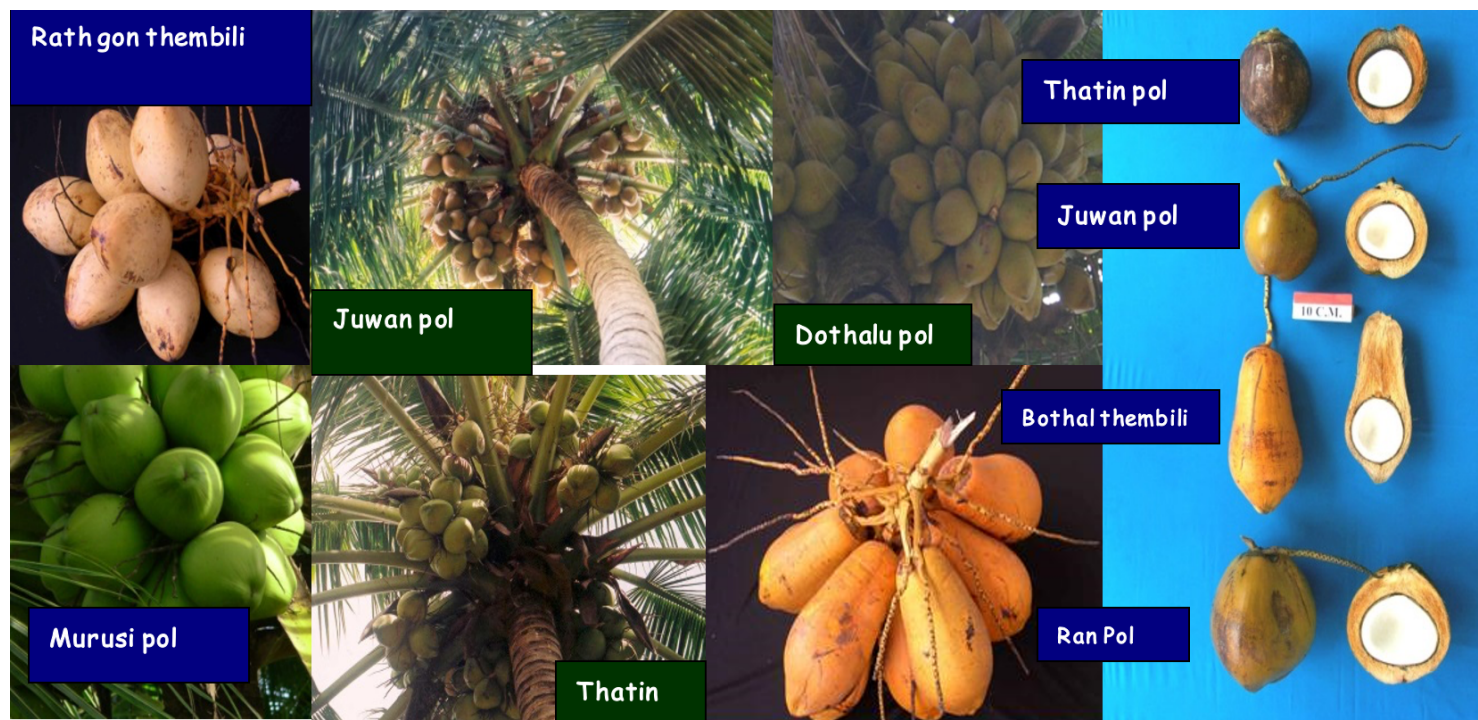 Rath gon thembili
Juwan pol
Dothalu pol
Thatin pol
Juwan pol
10 C.M.
Bothal thembili
Murusi pol
Thatin
Ran Pol